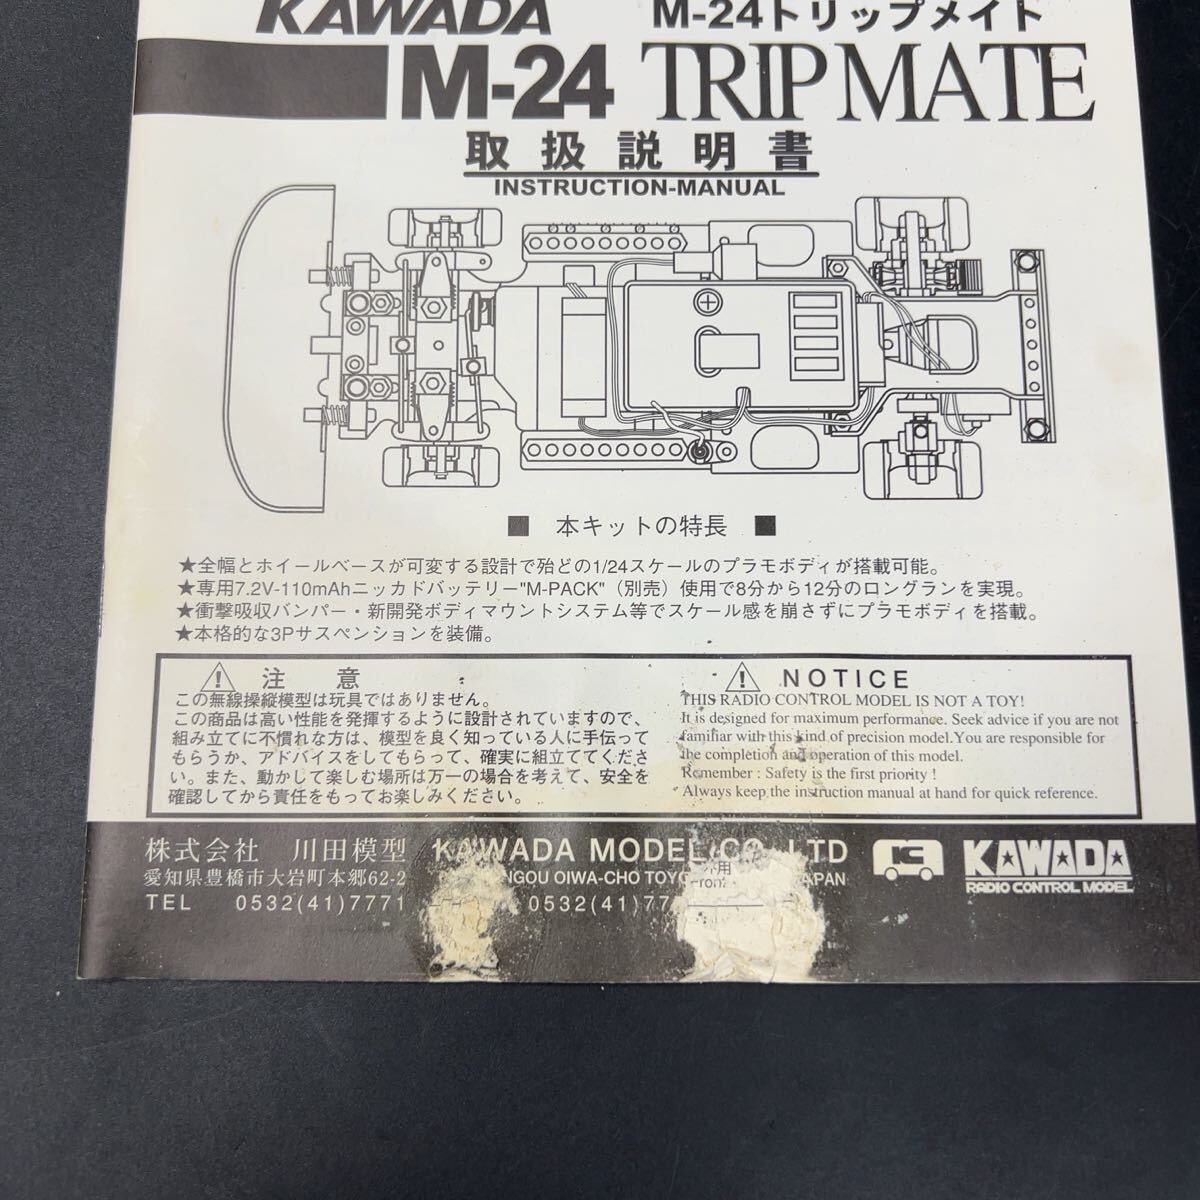 KAWADA
M-24トリップメイト
M-24 TRIP MATE
取扱説明書
INSTRUCTION-MANUAL
■ 本キットの特長 ■
★全幅とホイールベースが可変する設計で殆どの1/24スケールのプラモボディが搭載可能。
★専用7.2V-110mAhニッカドバッテリー"M-PACK"（別売）使用で8分から12分のロングランを実現。
★衝撃吸収バンパー・新開発ボディマウントシステム等でスケール感を崩さずにプラモボディを搭載。
★本格的な3Pサスペンションを装備。
注意
この無線操縦模型は玩具ではありません。
この商品は高い性能を発揮するように設計されていますので、
組み立てに不慣れな方は、模型を良く知っている人に手伝って
もらうか、アドバイスをしてもらって、確実に組立ててくださ
い。また、動かして楽しむ場所は万一の場合を考えて、安全を
確認してから責任をもってお楽しみください。
NOTICE
THIS RADIO CONTROL MODEL IS NOT A TOY!
It is designed for maximum performance. Seek advice if you are not
familiar with this kind of precision model.You are responsible for
the completion and operation of this model.
Remember : Safety is the first priority !
Always keep the instruction manual at hand for quick reference.
株式会社 川田模型
愛知県豊橋市大岩町本郷62-2
TEL 0532(41)7771
KAWADA MODEL CO. LTD
NGOU OIWA-CHO TOYO JAPAN
0532(41)77
外用
KAWADA
RADIO CONTROL MODEL